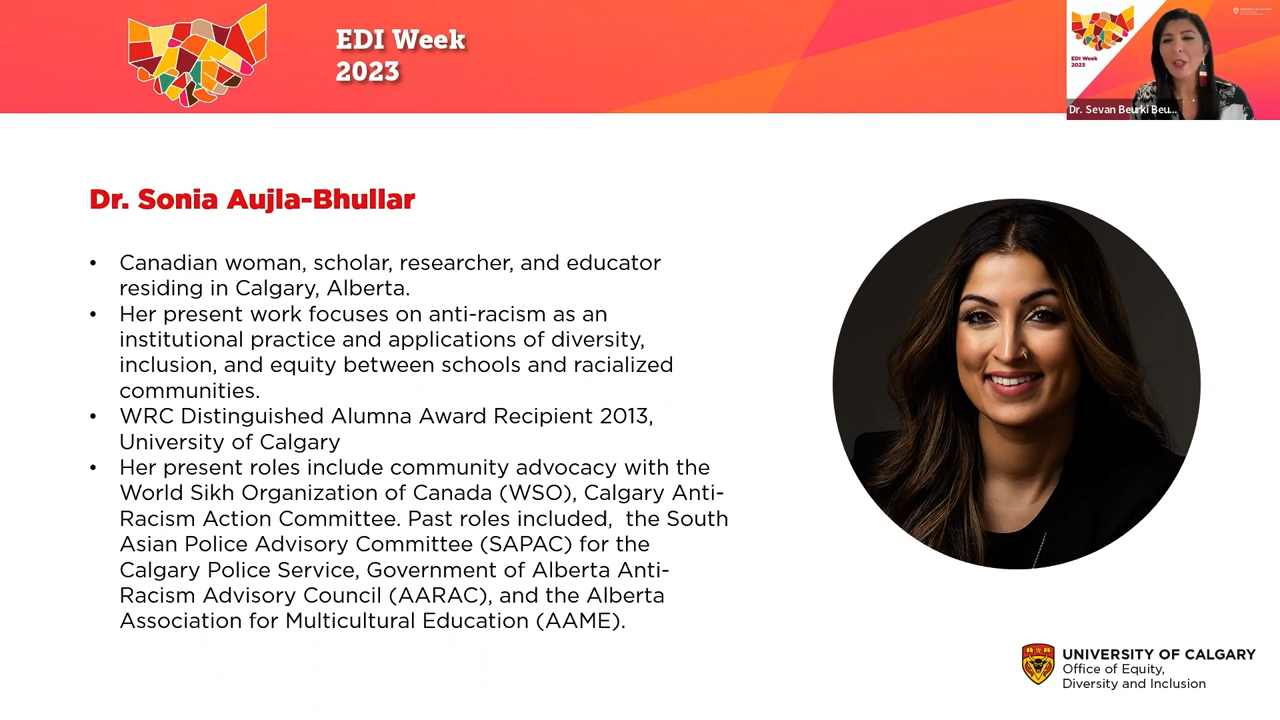 EDI Week
2023
EDI Week
2023
Dr. Sevan Beurki Beu...
Dr. Sonia Aujla-Bhullar
• Canadian woman, scholar, researcher, and educator
residing in Calgary, Alberta.
• Her present work focuses on anti-racism as an
institutional practice and applications of diversity,
inclusion, and equity between schools and racialized
communities.
• WRC Distinguished Alumna Award Recipient 2013,
University of Calgary
• Her present roles include community advocacy with the
World Sikh Organization of Canada (WSO), Calgary Anti-
Racism Action Committee. Past roles included,  the South
Asian Police Advisory Committee (SAPAC) for the
Calgary Police Service, Government of Alberta Anti-
Racism Advisory Council (AARAC), and the Alberta
Association for Multicultural Education (AAME).
UNIVERSITY OF CALGARY
Office of Equity,
Diversity and Inclusion